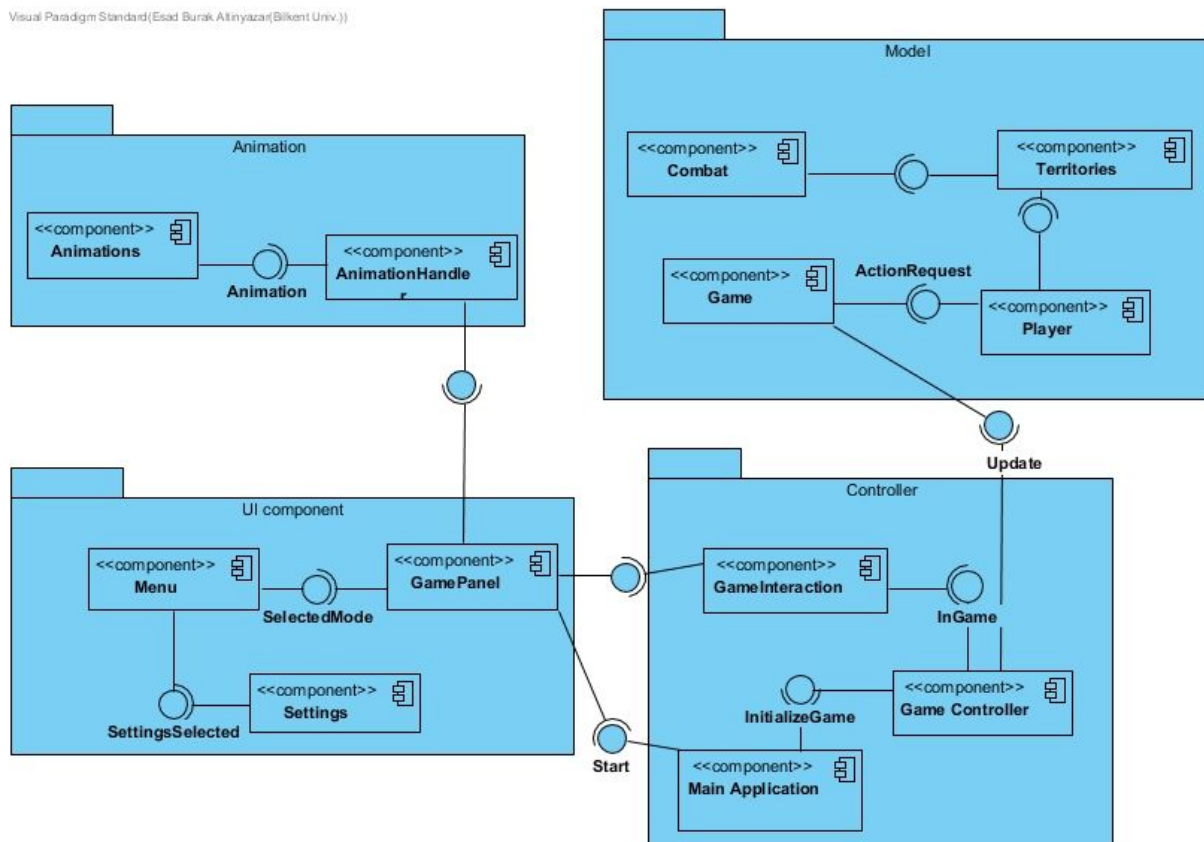 Visual Paradigm Standard(Esad Burak Altinyazar(Bilkent Univ.))
Model
<<component>>
Combat
<<component>>
Territories
<<component>>
Game
ActionRequest
<<component>>
Player
Animation
<<component>>
Animations
Animation
<<component>>
AnimationHandle
r
Update
UI component
<<component>>
Menu
SelectedMode
<<component>>
GamePanel
SettingsSelected
<<component>>
Settings
Start
Controller
<<component>>
GameInteraction
InGame
InitializeGame
<<component>>
Game Controller
<<component>>
Main Application